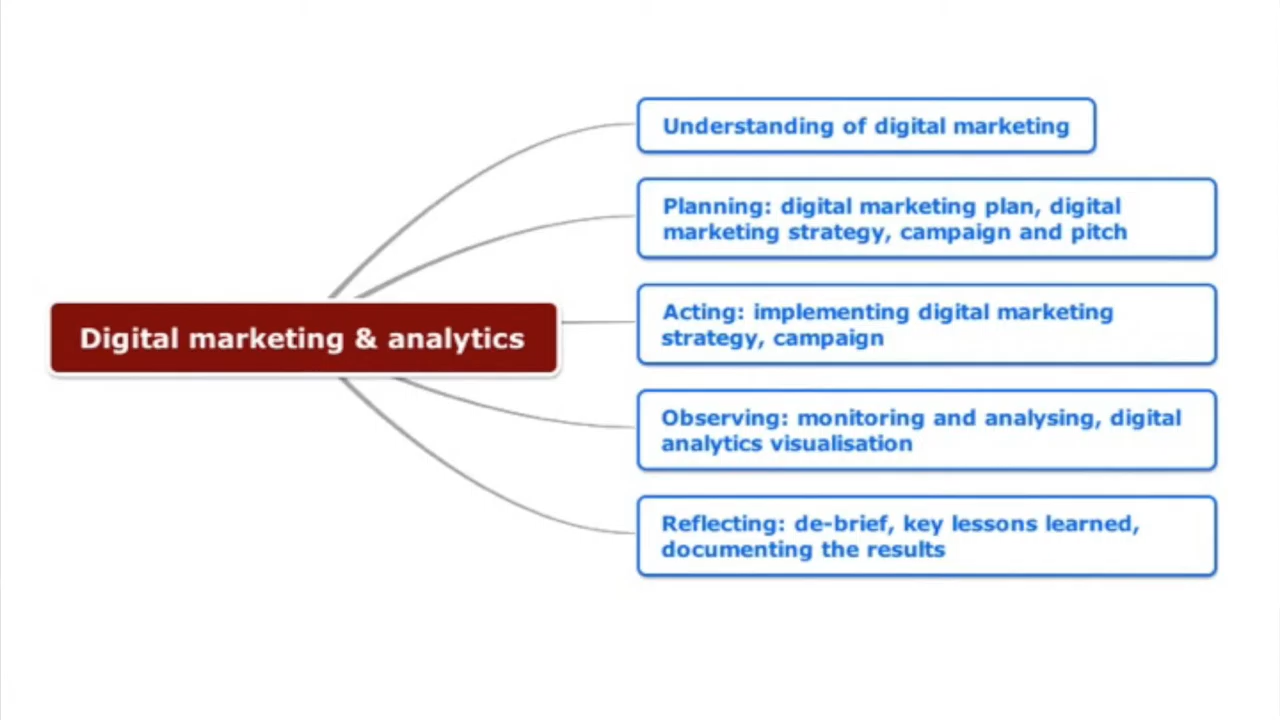 Understanding of digital marketing
Planning: digital marketing plan, digital
marketing strategy, campaign and pitch
Digital marketing & analytics
Acting: implementing digital marketing
strategy, campaign
Observing: monitoring and analysing, digital
analytics visualisation
Reflecting: de-brief, key lessons learned,
documenting the results